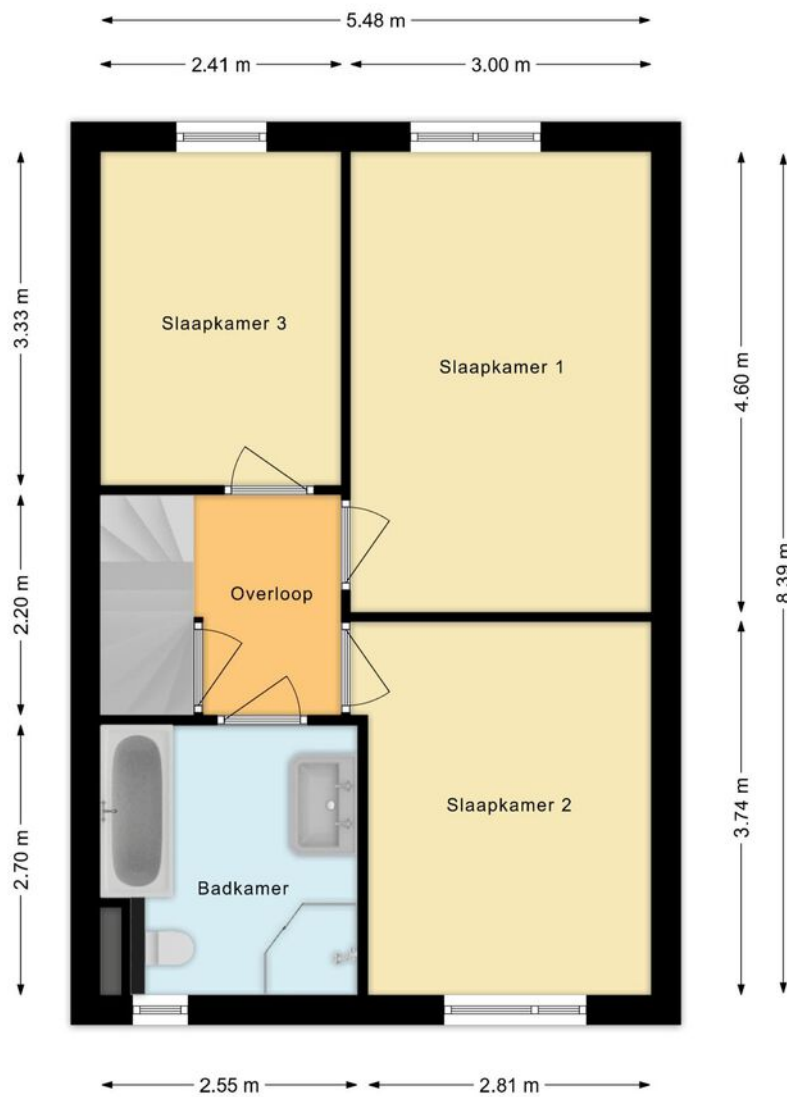 5.48 m
2.41 m
3.00 m
3.33 m
Slaapkamer 3
Slaapkamer 1
4.60 m
8.39 m
2.20 m
Overloop
2.70 m
Badkamer
Slaapkamer 2
3.74 m
2.55 m
2.81 m